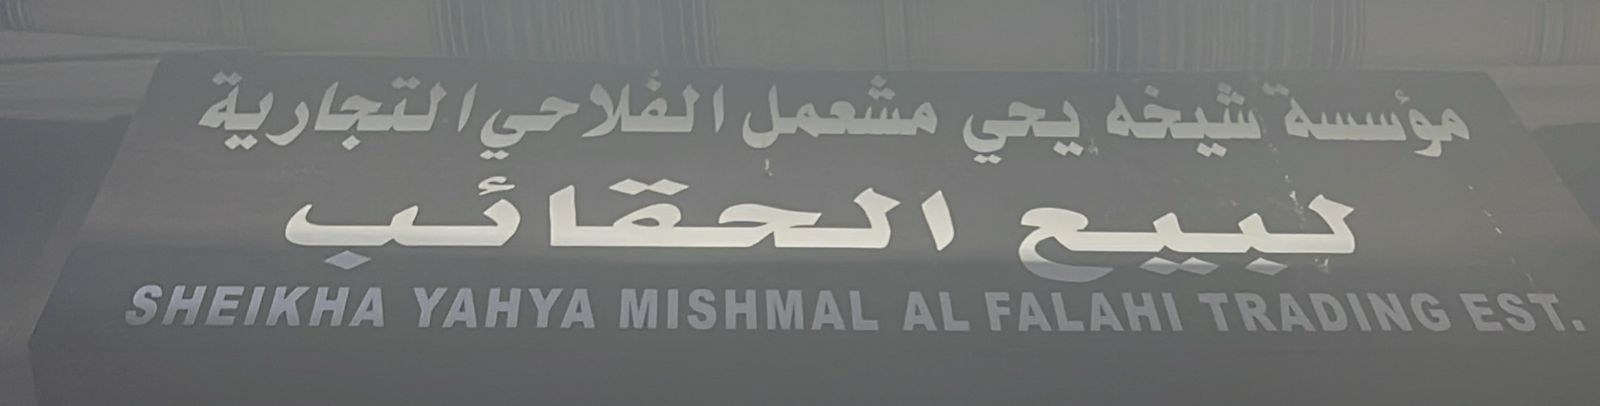 مؤسسة شيخه يحي مشعمل الفلاحي التجارية
لبيع الحقائب
SHEIKHA YAHYA MISHMAL AL FALAHI TRADING EST.